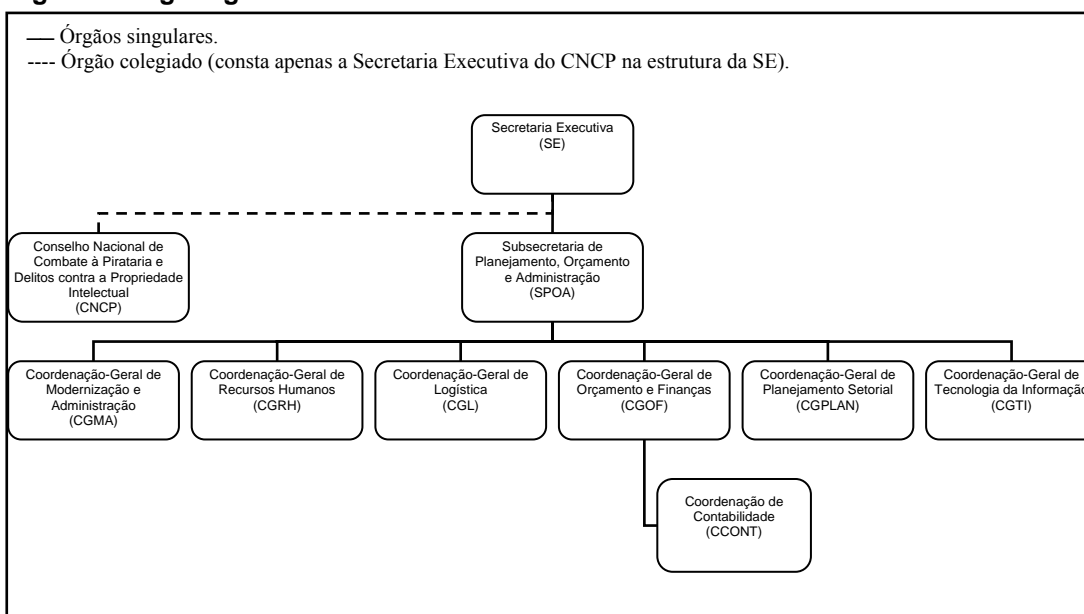 — Órgãos singulares.
---- Órgão colegiado (consta apenas a Secretaria Executiva do CNCP na estrutura da SE).
Secretaria Executiva
(SE)
Conselho Nacional de
Combate à Pirataria e
Delitos contra a Propriedade
Intelectual
(CNCP)
Subsecretaria de
Planejamento, Orçamento
e Administração
(SPOA)
Coordenação-Geral de
Modernização e
Administração
(CGMA)
Coordenação-Geral de
Recursos Humanos
(CGRH)
Coordenação-Geral de
Logística
(CGL)
Coordenação-Geral de
Orçamento e Finanças
(CGOF)
Coordenação-Geral de
Planejamento Setorial
(CGPLAN)
Coordenação-Geral de
Tecnologia da Informação
(CGTI)
Coordenação de
Contabilidade
(CCONT)